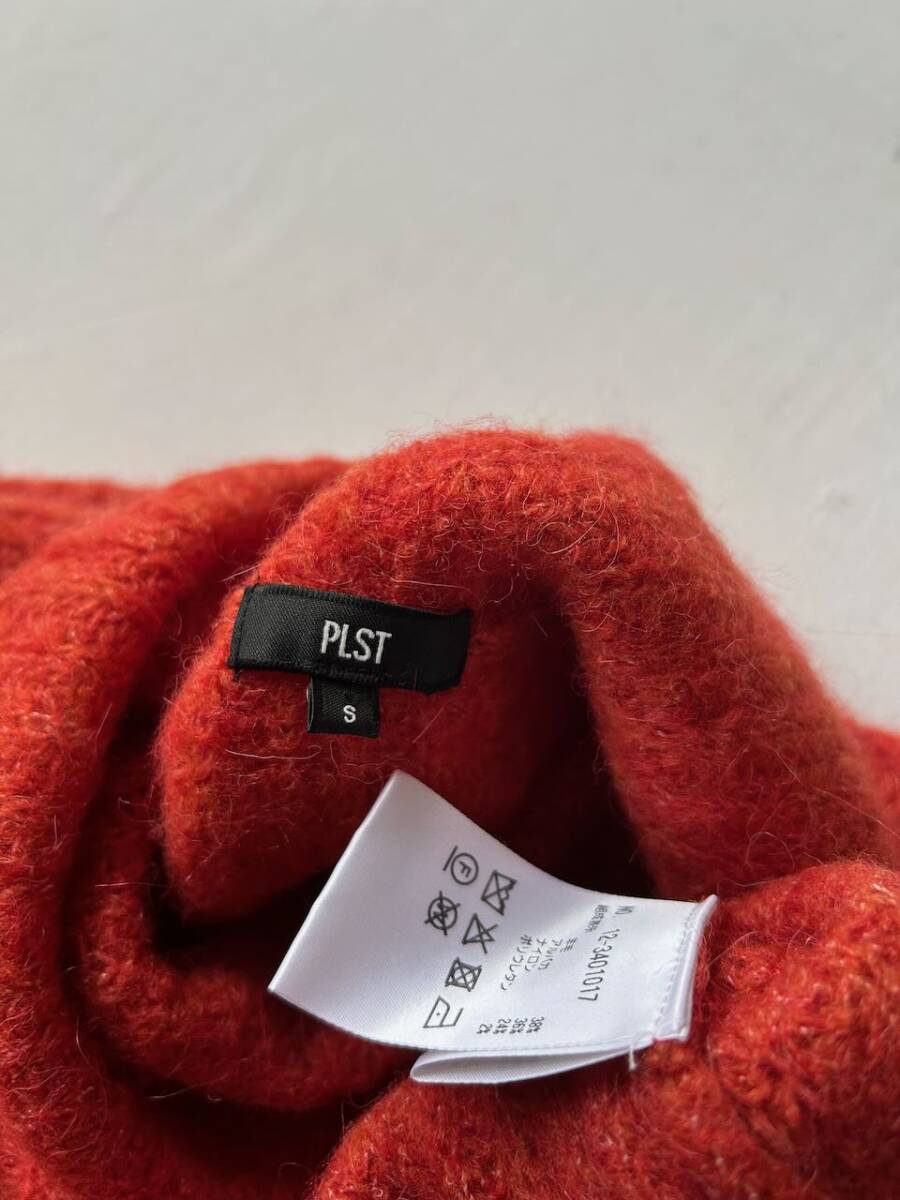 PLST
S
NO. 12-3401017
組成表示
羊毛 38%
アルパカ 36%
ナイロン 24%
ポリウレタン 2%
F